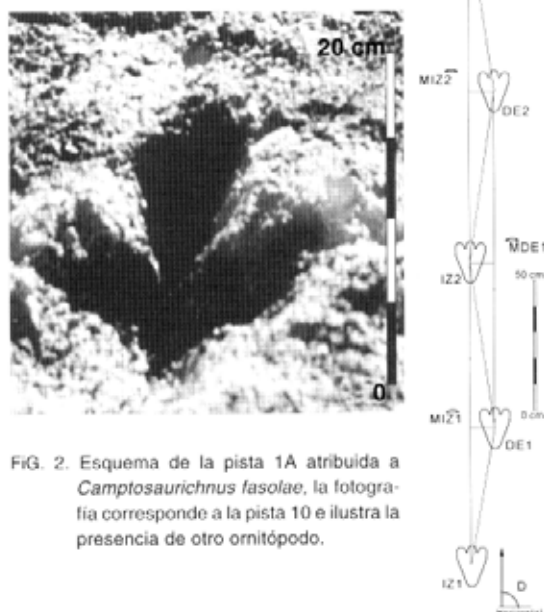 20 cm
0
MIZ2
DE2
MDE1
IZ2
50 cm
0 cm
MIZ1
DE1
IZ1
D
FIG. 2. Esquema de la pista 1A atribuida a
Camptosaurichnus fasolae, la fotogra-
fía corresponde a la pista 10 e ilustra la
presencia de otro ornitópodo.